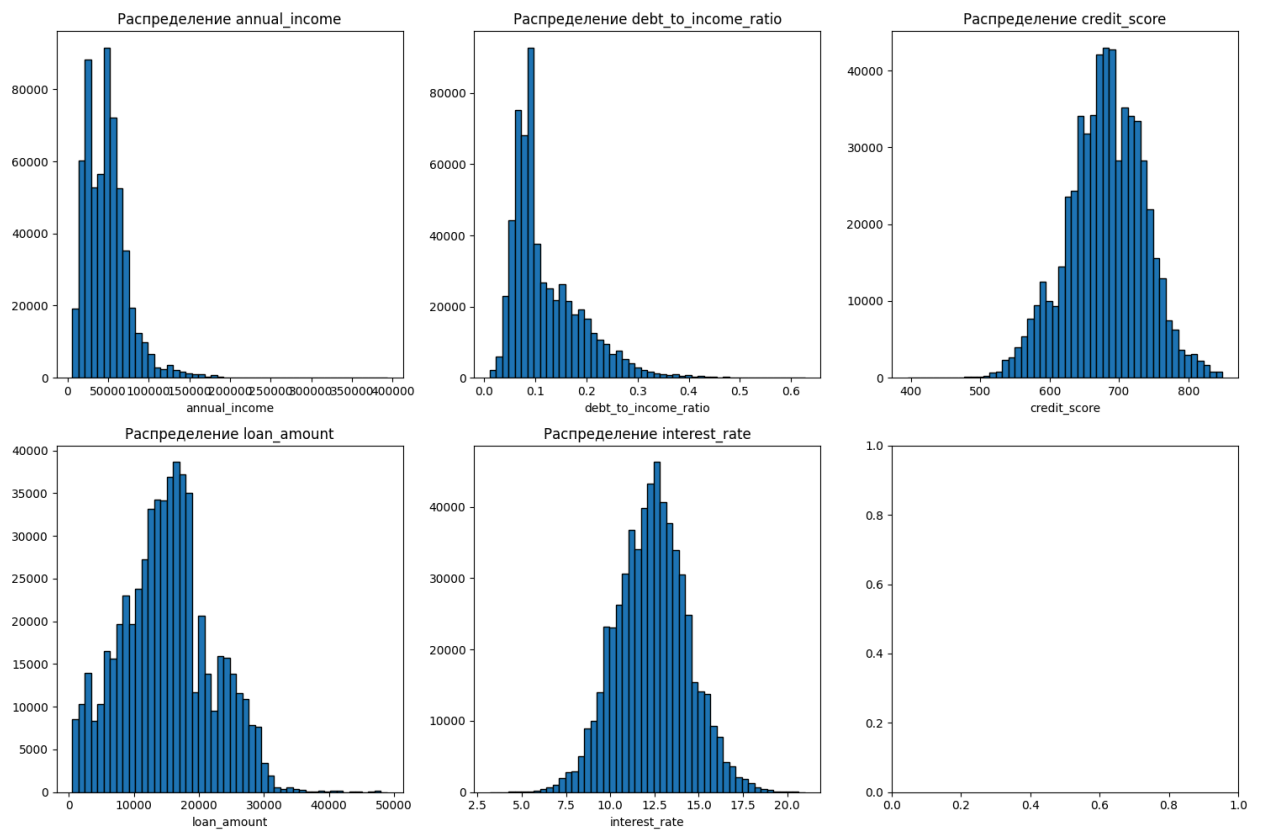 Распределение annual_income
80000
60000
40000
20000
0
0 50000 100000 150000 200000 250000 300000 350000 400000
annual_income
Распределение debt_to_income_ratio
80000
60000
40000
20000
0
0.0 0.1 0.2 0.3 0.4 0.5 0.6
debt_to_income_ratio
Распределение credit_score
40000
30000
20000
10000
0
400 500 600 700 800
credit_score
Распределение loan_amount
40000
35000
30000
25000
20000
15000
10000
5000
0
0 10000 20000 30000 40000 50000
loan_amount
Распределение interest_rate
40000
30000
20000
10000
0
2.5 5.0 7.5 10.0 12.5 15.0 17.5 20.0
interest_rate
1.0
0.8
0.6
0.4
0.2
0.0
0.0 0.2 0.4 0.6 0.8 1.0